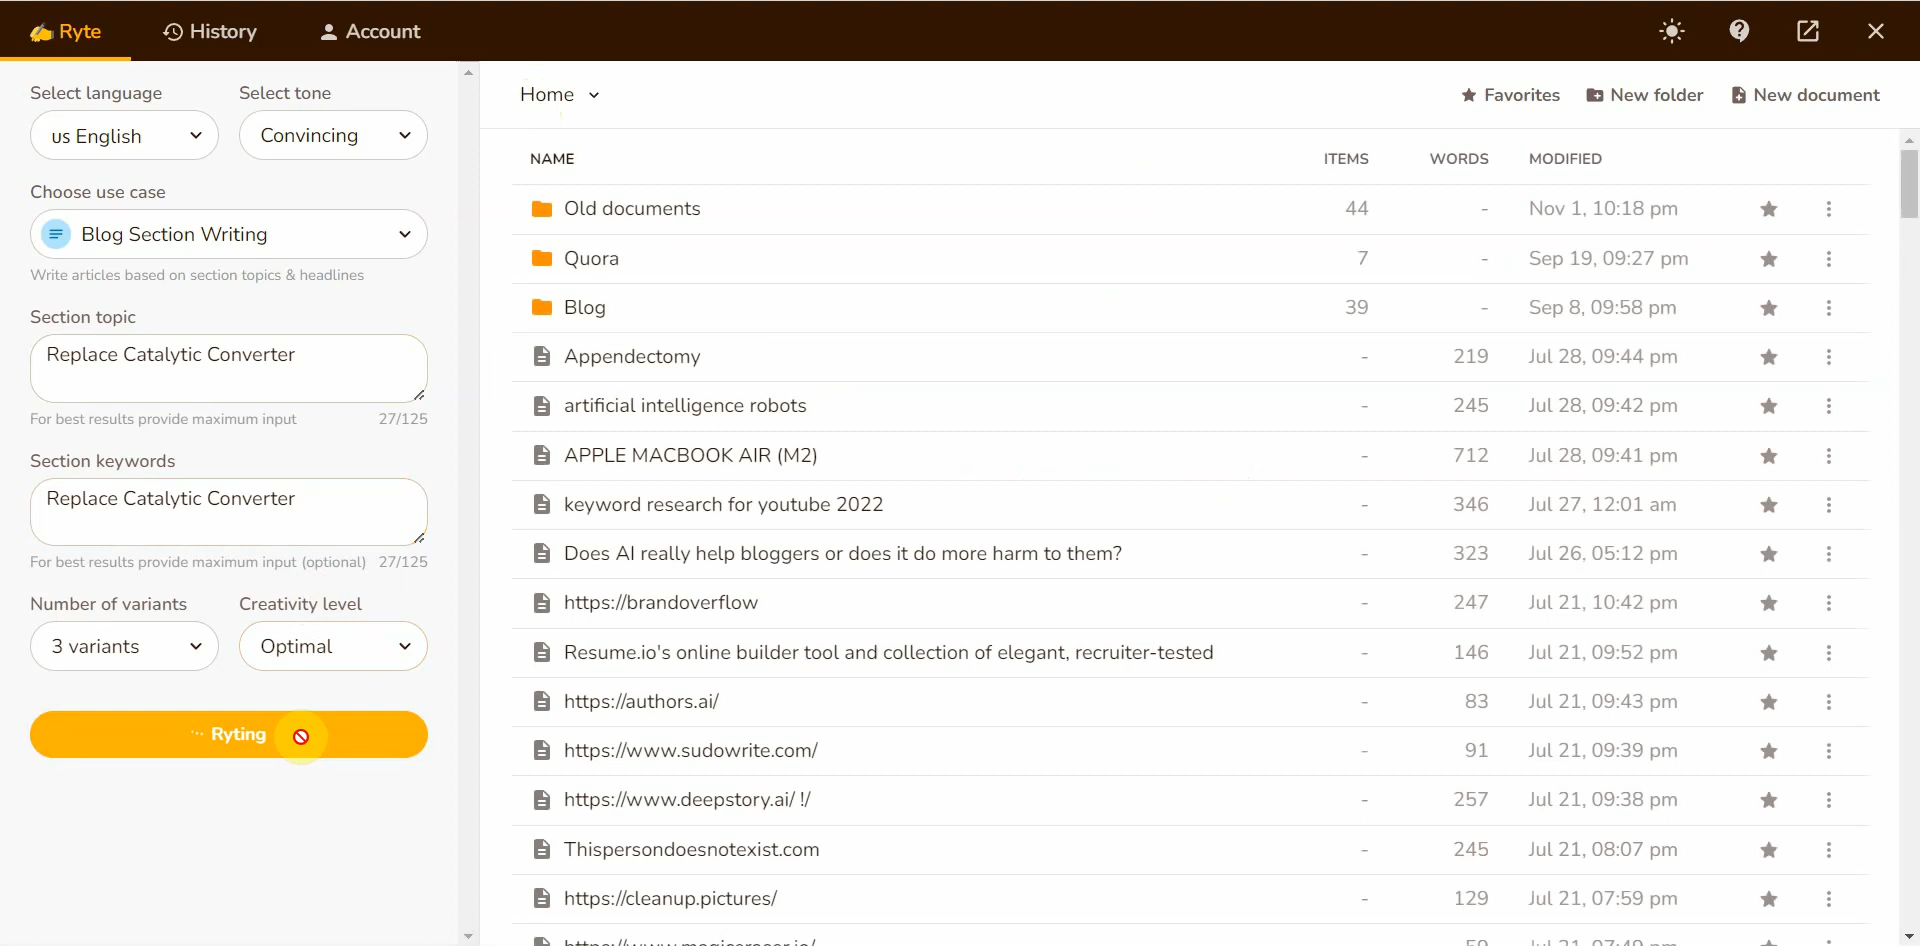 Ryte
History
Account
Select language
Select tone
us English
Convincing
Choose use case
Blog Section Writing
Write articles based on section topics & headlines
Section topic
Replace Catalytic Converter
For best results provide maximum input
27/125
Section keywords
Replace Catalytic Converter
For best results provide maximum input (optional)
27/125
Number of variants
Creativity level
3 variants
Optimal
Ryting
Home
Favorites
New folder
New document
NAME ITEMS WORDS MODIFIED
Old documents 44 - Nov 1, 10:18 pm
Quora 7 - Sep 19, 09:27 pm
Blog 39 - Sep 8, 09:58 pm
Appendectomy - 219 Jul 28, 09:44 pm
artificial intelligence robots - 245 Jul 28, 09:42 pm
APPLE MACBOOK AIR (M2) - 712 Jul 28, 09:41 pm
keyword research for youtube 2022 - 346 Jul 27, 12:01 am
Does AI really help bloggers or does it do more harm to them? - 323 Jul 26, 05:12 pm
https://brandoverflow - 247 Jul 21, 10:42 pm
Resume.io's online builder tool and collection of elegant, recruiter-tested - 146 Jul 21, 09:52 pm
https://authors.ai/ - 83 Jul 21, 09:43 pm
https://www.sudowrite.com/ - 91 Jul 21, 09:39 pm
https://www.deepstory.ai/ !/ - 257 Jul 21, 09:38 pm
Thispersondoesnotexist.com - 245 Jul 21, 08:07 pm
https://cleanup.pictures/ - 129 Jul 21, 07:59 pm